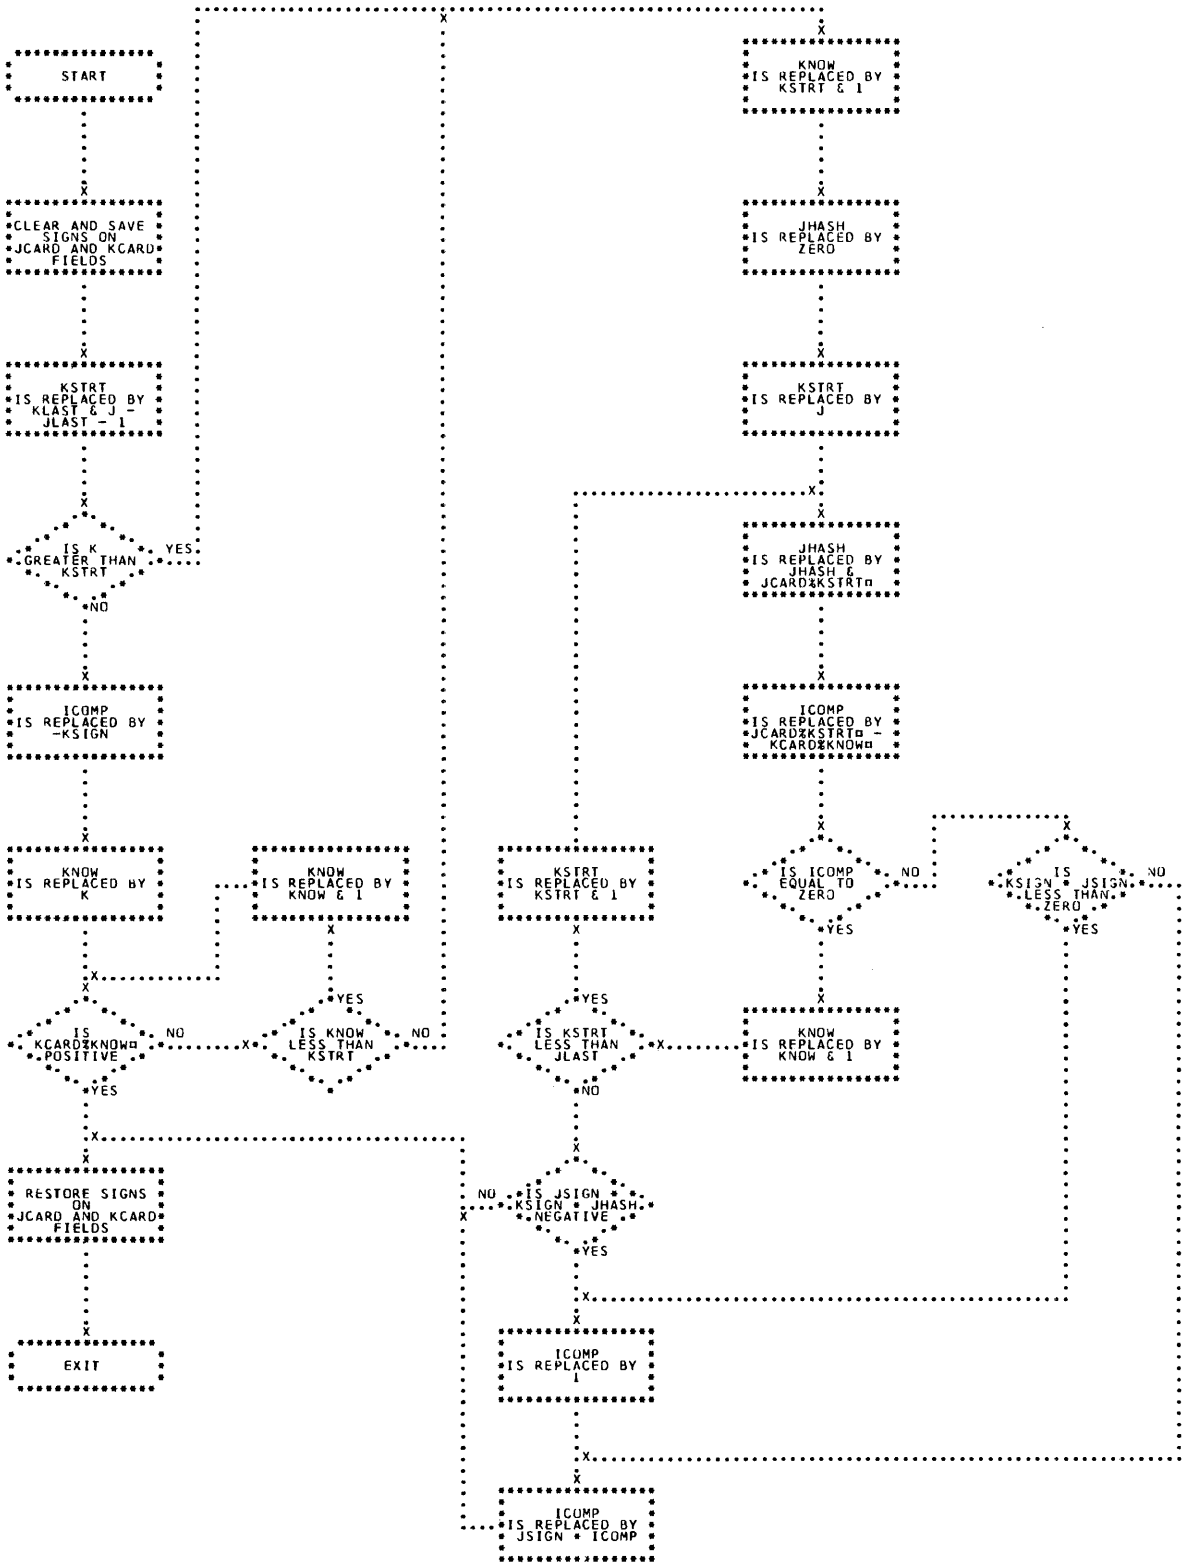 START
CLEAR AND SAVE
SIGNS ON
JCARD AND KCARD
FIELDS
KSTRT
IS REPLACED BY
KLAST & J -
JLAST - 1
IS K
GREATER THAN
KSTRT
YES
NO
ICOMP
IS REPLACED BY
-KSIGN
KNOW
IS REPLACED BY
K
KNOW
IS REPLACED BY
KNOW & 1
IS
KCARD%KNOW¤
POSITIVE
NO
YES
YES
IS KNOW
LESS THAN
KSTRT
NO
RESTORE SIGNS
ON
JCARD AND KCARD
FIELDS
EXIT
KNOW
IS REPLACED BY
KSTRT & 1
JHASH
IS REPLACED BY
ZERO
KSTRT
IS REPLACED BY
J
JHASH
IS REPLACED BY
JHASH &
JCARD%KSTRT¤
ICOMP
IS REPLACED BY
JCARD%KSTRT¤ -
KCARD%KNOW¤
IS ICOMP
EQUAL TO
ZERO
NO
YES
IS
KSIGN * JSIGN
LESS THAN
ZERO
NO
YES
KNOW
IS REPLACED BY
KNOW & 1
KSTRT
IS REPLACED BY
KSTRT & 1
YES
IS KSTRT
LESS THAN
JLAST
NO
NO
IS JSIGN *
KSIGN * JHASH
NEGATIVE
YES
ICOMP
IS REPLACED BY
1
ICOMP
IS REPLACED BY
JSIGN * ICOMP